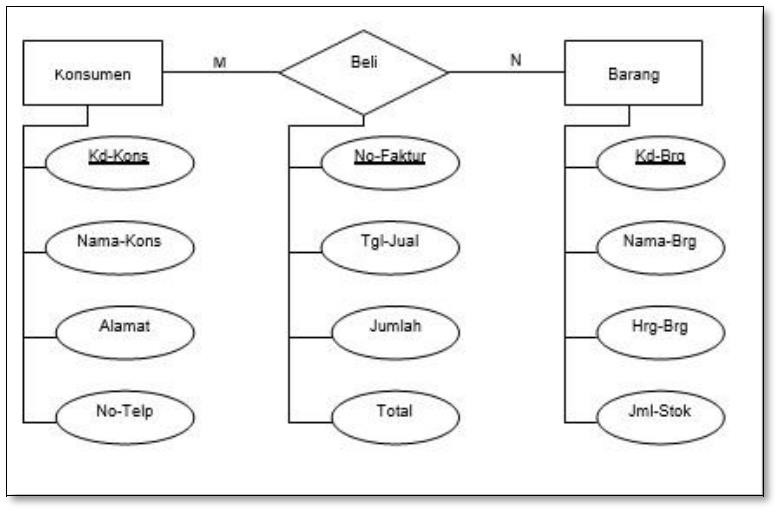 Konsumen
M
Beli
N
Barang
Kd-Kons
No-Faktur
Kd-Brg
Nama-Kons
Tgl-Jual
Nama-Brg
Alamat
Jumlah
Hrg-Brg
No-Telp
Total
Jml-Stok